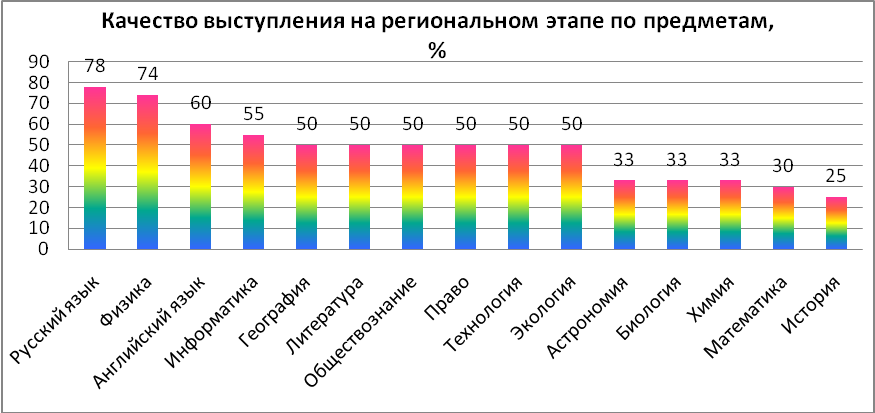 Качество выступления на региональном этапе по предметам,
%
90
80
70
60
50
40
30
20
10
0
78
74
60
55
50
50
50
50
50
50
33
33
33
30
25
Русский язык
Физика
Английский язык
Информатика
География
Литература
Обществознание
Право
Технология
Экология
Астрономия
Биология
Химия
Математика
История